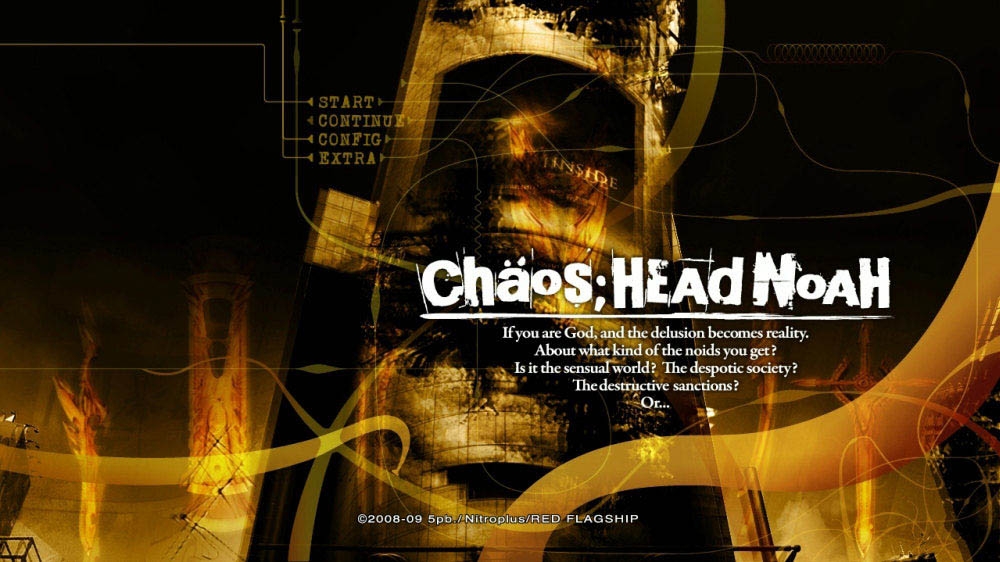 START
CONTINUE
CONFIG
EXTRA
INSIDE
Chäos;HEAd NoAH
If you are God, and the delusion becomes reality.
About what kind of the noids you get?
Is it the sensual world? The despotic society?
The destructive sanctions?
Or...
©2008-09 5pb./Nitroplus/RED FLAGSHIP